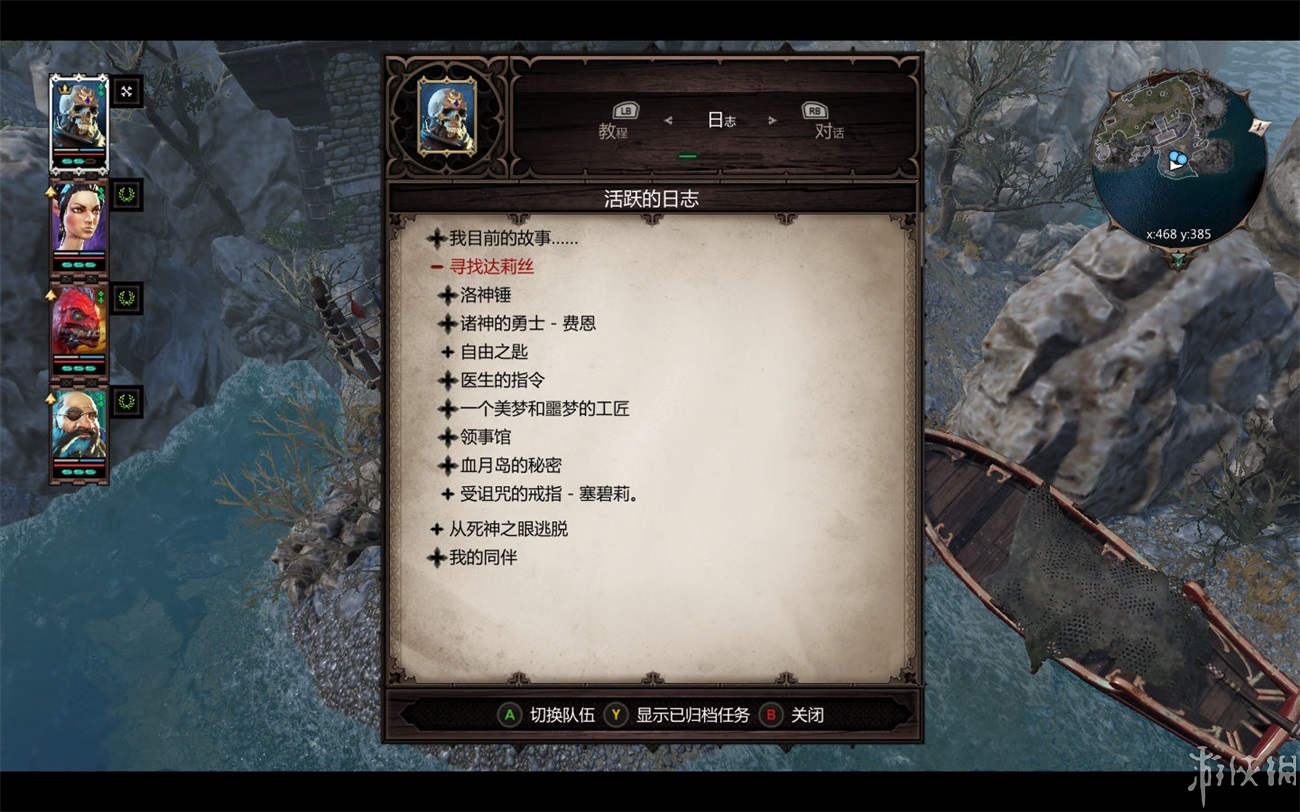 LB
RB
教程
日志
对话
活跃的日志
我目前的故事......
寻找达莉丝
洛神锤
诸神的勇士 - 费恩
自由之匙
医生的指令
一个美梦和噩梦的工匠
领事馆
血月岛的秘密
受诅咒的戒指 - 塞碧莉。
从死神之眼逃脱
我的同伴
x:468 y:385
A 切换队伍 Y 显示已归档任务 B 关闭
游侠网